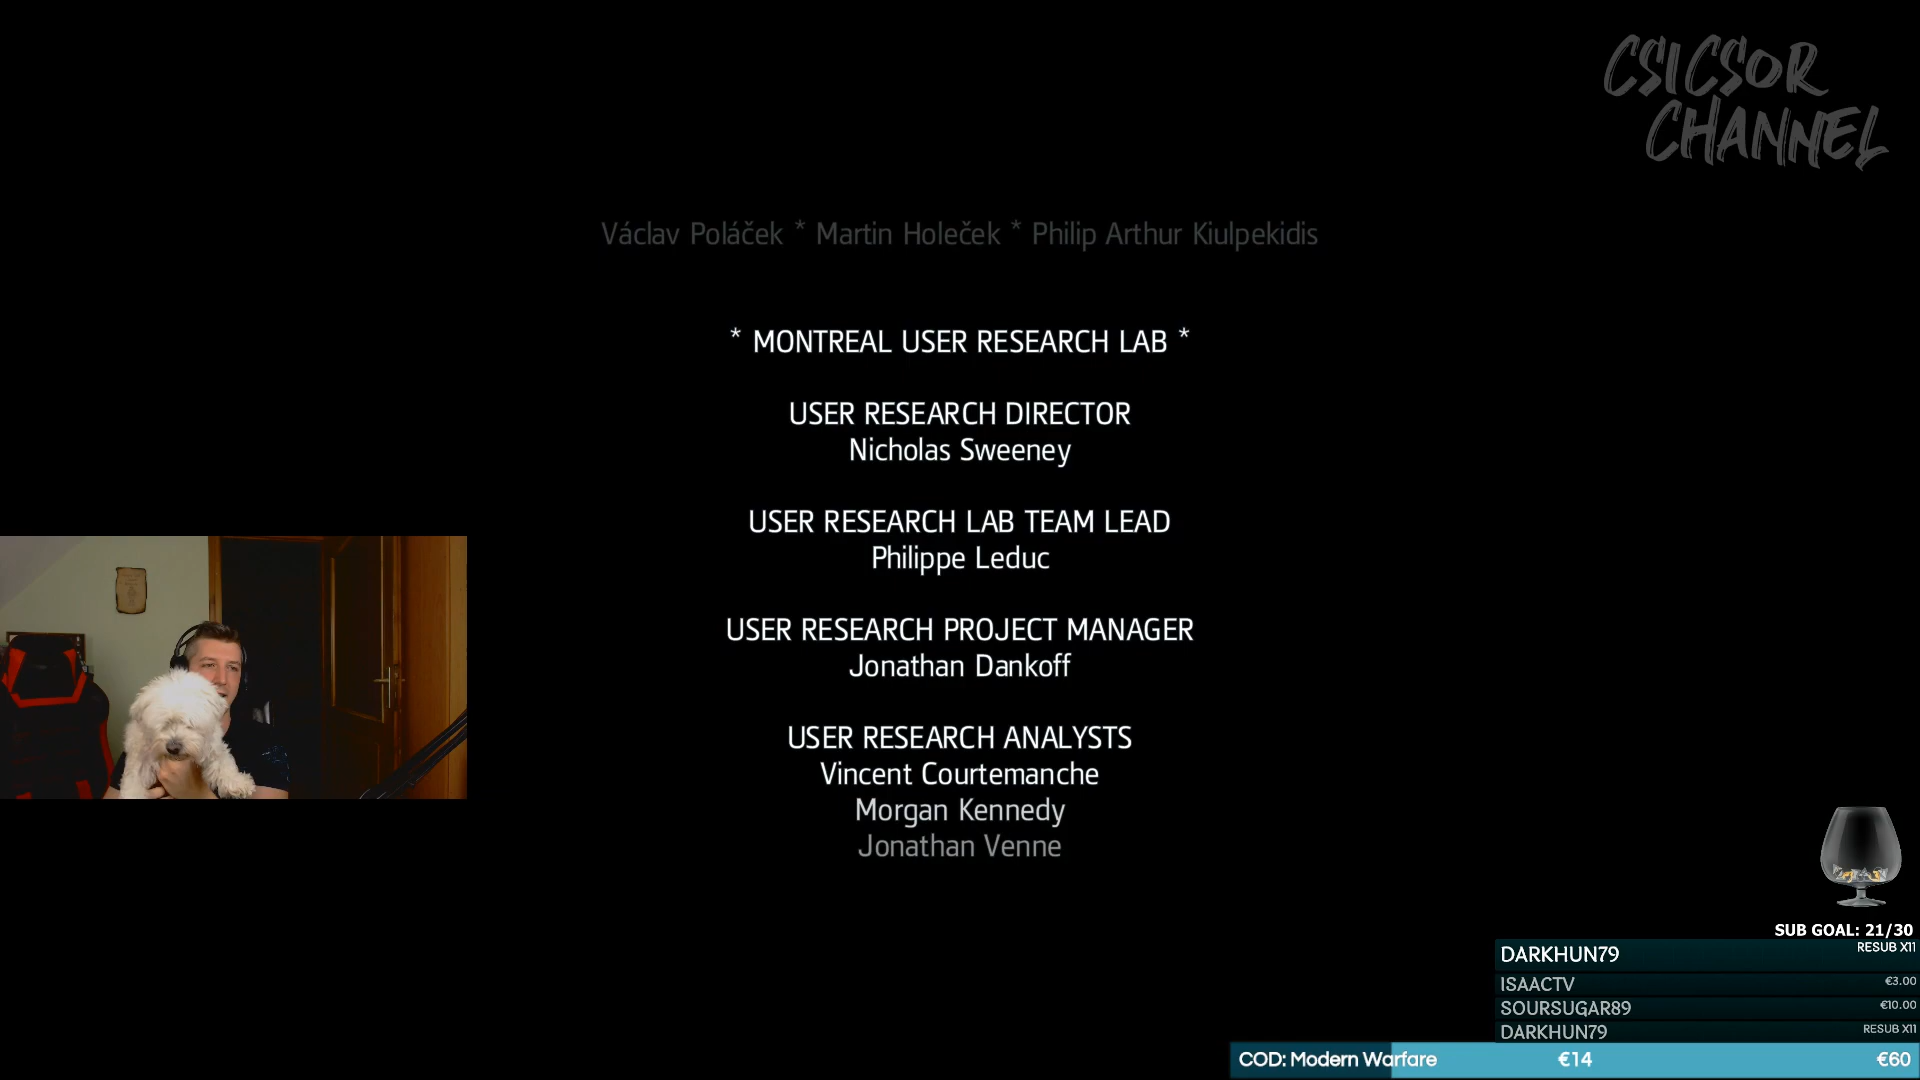 CSICSOR
CHANNEL
Václav Poláček * Martin Holeček * Philip Arthur Kiulpekidis
* MONTREAL USER RESEARCH LAB *
USER RESEARCH DIRECTOR
Nicholas Sweeney
USER RESEARCH LAB TEAM LEAD
Philippe Leduc
USER RESEARCH PROJECT MANAGER
Jonathan Dankoff
USER RESEARCH ANALYSTS
Vincent Courtemanche
Morgan Kennedy
Jonathan Venne
SUB GOAL: 21/30
DARKHUN79 RESUB X11
ISAACTV €3.00
SOURSUGAR89 €10.00
DARKHUN79 RESUB X11
COD: Modern Warfare €14 €60